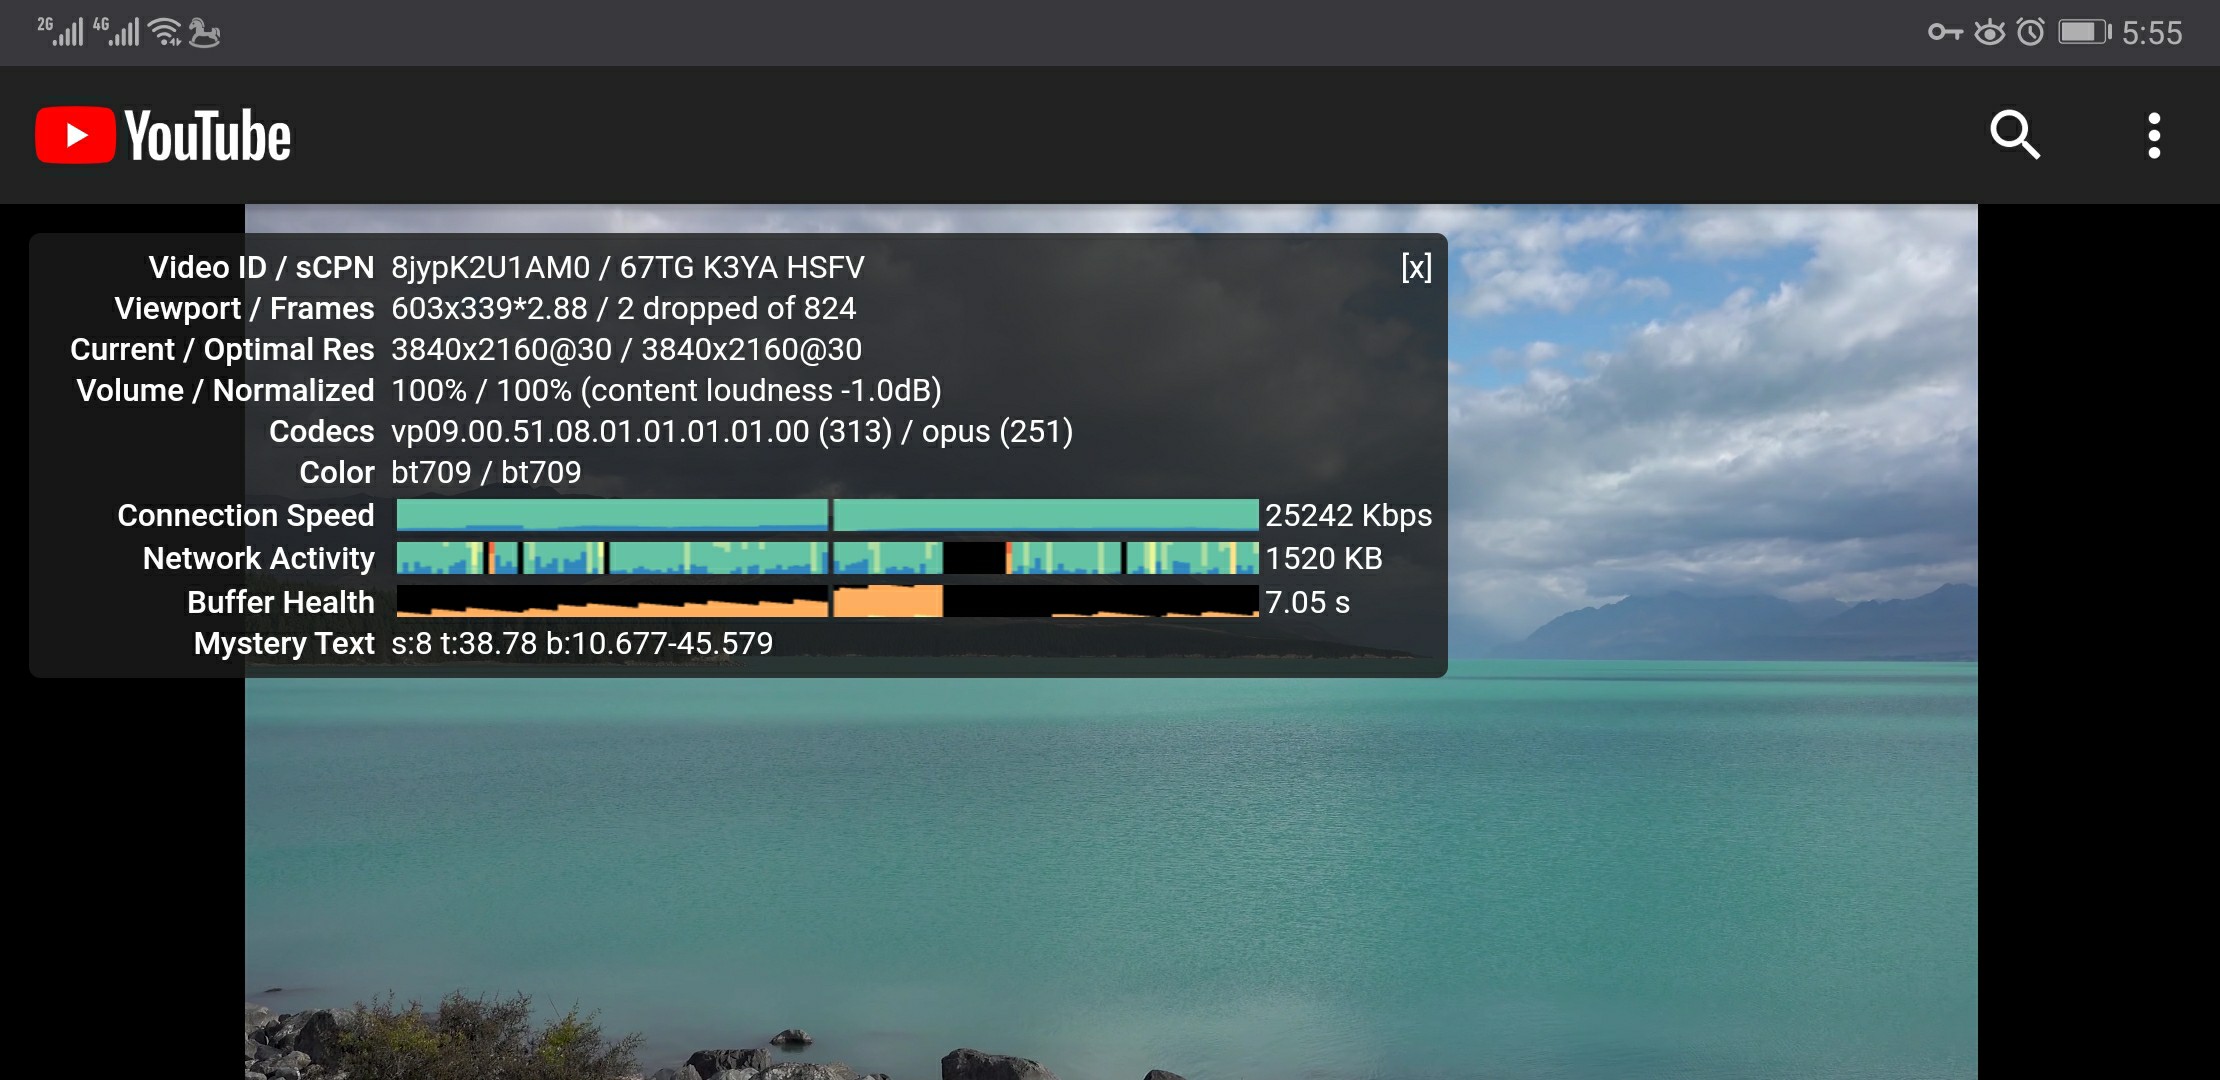 2G 4G 5:55
YouTube
Video ID / sCPN 8jypK2U1AM0 / 67TG K3YA HSFV [x]
Viewport / Frames 603x339*2.88 / 2 dropped of 824
Current / Optimal Res 3840x2160@30 / 3840x2160@30
Volume / Normalized 100% / 100% (content loudness -1.0dB)
Codecs vp09.00.51.08.01.01.01.01.00 (313) / opus (251)
Color bt709 / bt709
Connection Speed 25242 Kbps
Network Activity 1520 KB
Buffer Health 7.05 s
Mystery Text s:8 t:38.78 b:10.677-45.579